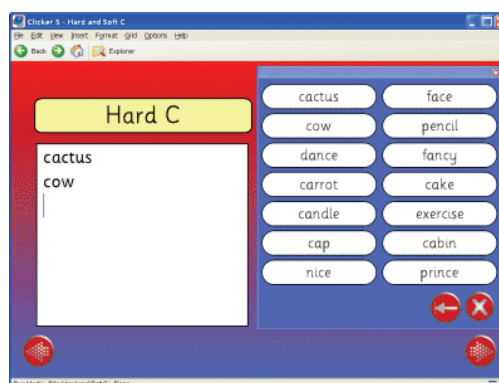 Clicker 5 - Hard and Soft C
File Edit View Insert Format Grid Options Help
Back Explorer
Hard C
cactus
cow
cactus face
cow pencil
dance fancy
carrot cake
candle exercise
cap cabin
nice prince